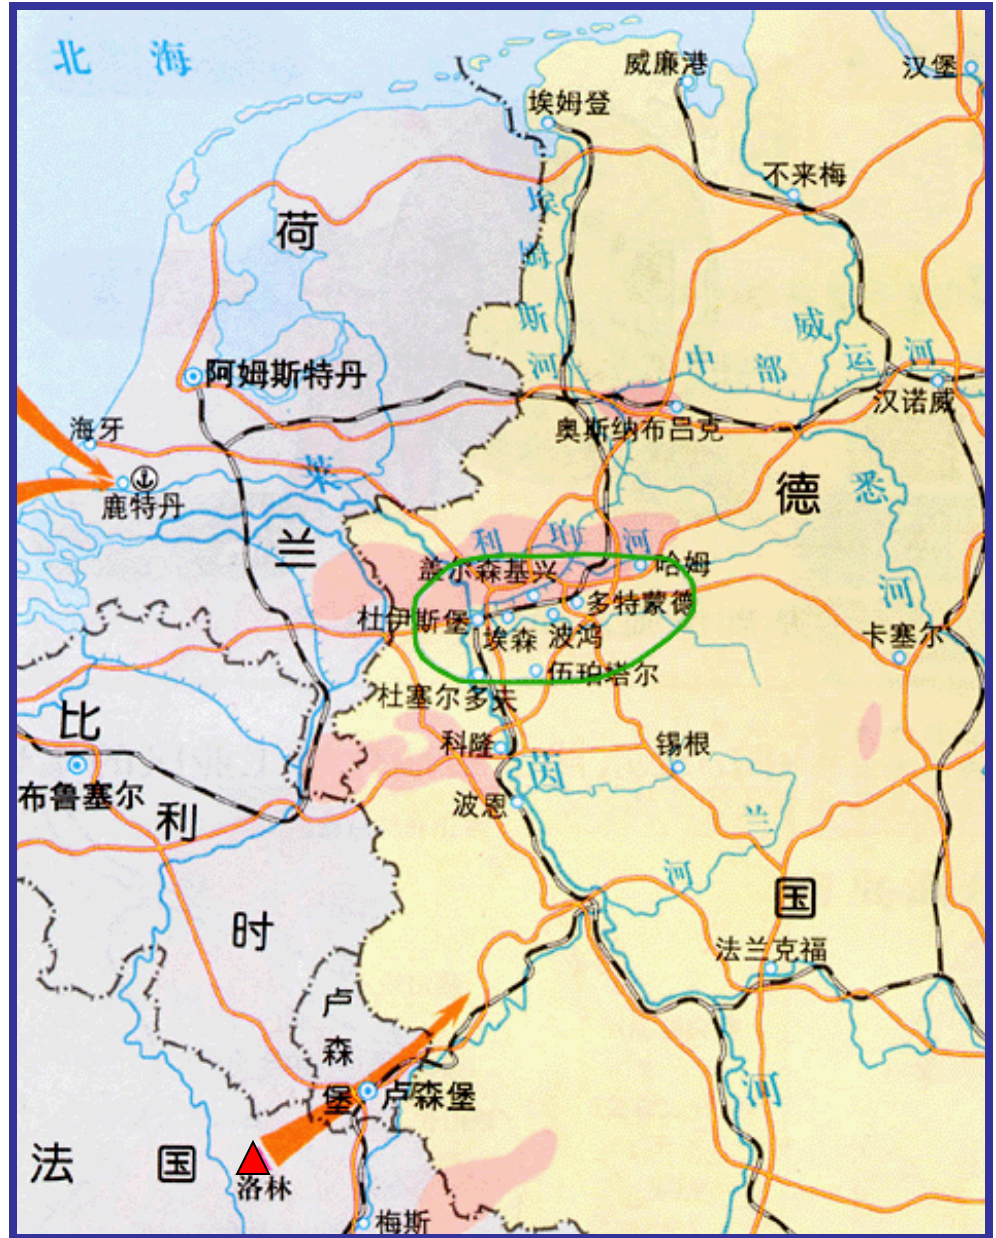 北 海
威廉港
汉堡
埃姆登
不来梅
埃
姆
斯
河
荷
威
中 部 运 河
阿姆斯特丹
汉诺威
海牙
奥斯纳布吕克
莱
鹿特丹
德
悉
兰
利 珀 河
盖尔森基兴
哈姆
河
多特蒙德
杜伊斯堡
埃森
波鸿
卡塞尔
伍珀塔尔
杜塞尔多夫
比
科隆
锡根
茵
布鲁塞尔
利
波恩
兰
河
国
时
法兰克福
卢
森
堡
卢森堡
河
法 国
洛林
梅斯